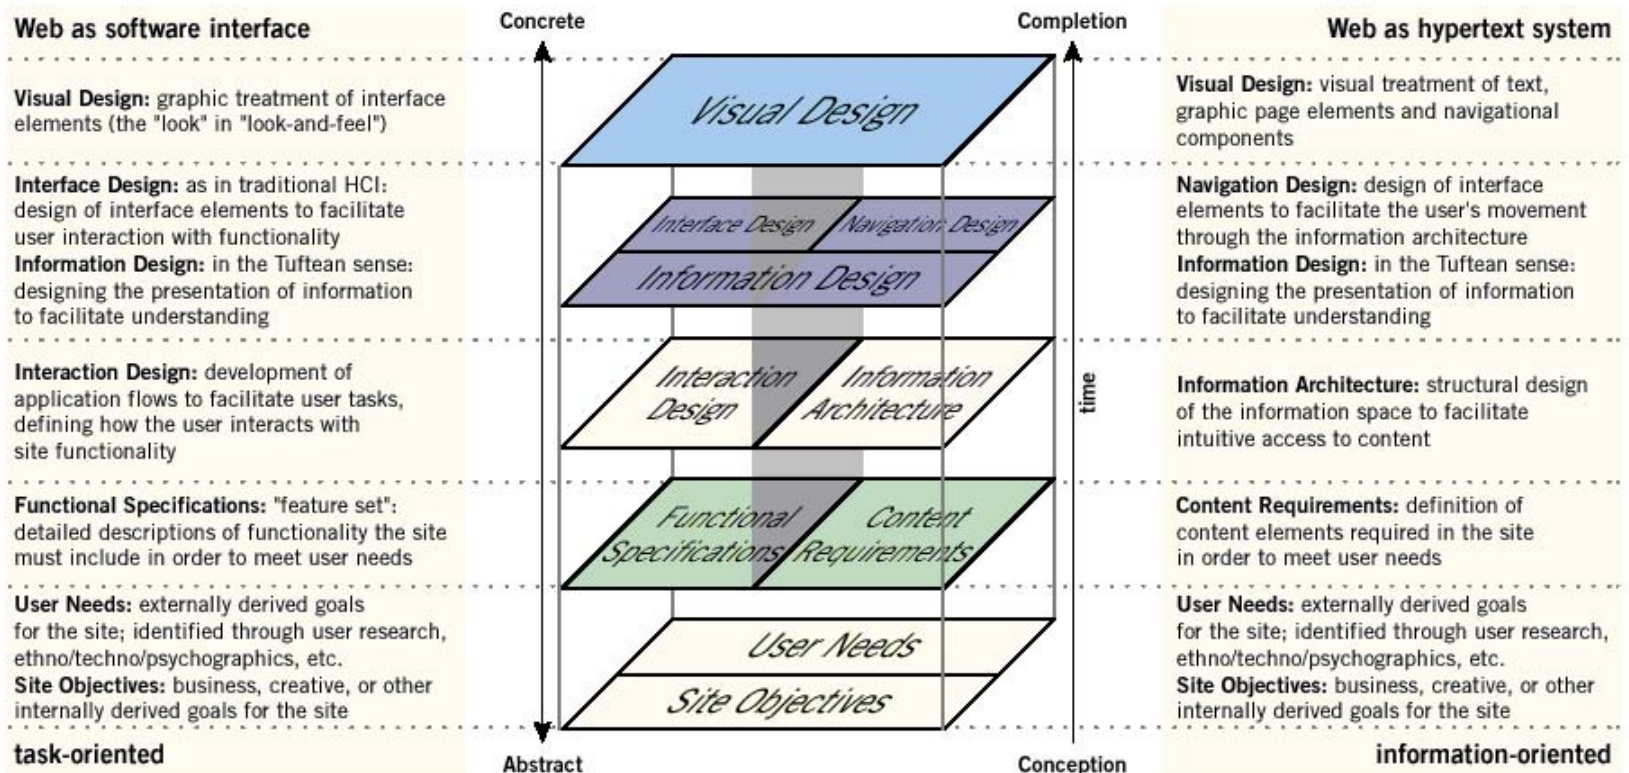 Web as software interface
Visual Design: graphic treatment of interface
elements (the "look" in "look-and-feel")
Interface Design: as in traditional HCI:
design of interface elements to facilitate
user interaction with functionality
Information Design: in the Tuftean sense:
designing the presentation of information
to facilitate understanding
Interaction Design: development of
application flows to facilitate user tasks,
defining how the user interacts with
site functionality
Functional Specifications: "feature set":
detailed descriptions of functionality the site
must include in order to meet user needs
User Needs: externally derived goals
for the site; identified through user research,
ethno/techno/psychographics, etc.
Site Objectives: business, creative, or other
internally derived goals for the site
task-oriented
Concrete
Completion
Visual Design
Interface Design
Navigation Design
Information Design
Interaction
Design
Information
Architecture
time
Functional
Specifications
Content
Requirements
User Needs
Site Objectives
Abstract
Conception
Web as hypertext system
Visual Design: visual treatment of text,
graphic page elements and navigational
components
Navigation Design: design of interface
elements to facilitate the user's movement
through the information architecture
Information Design: in the Tuftean sense:
designing the presentation of information
to facilitate understanding
Information Architecture: structural design
of the information space to facilitate
intuitive access to content
Content Requirements: definition of
content elements required in the site
in order to meet user needs
User Needs: externally derived goals
for the site; identified through user research,
ethno/techno/psychographics, etc.
Site Objectives: business, creative, or other
internally derived goals for the site
information-oriented